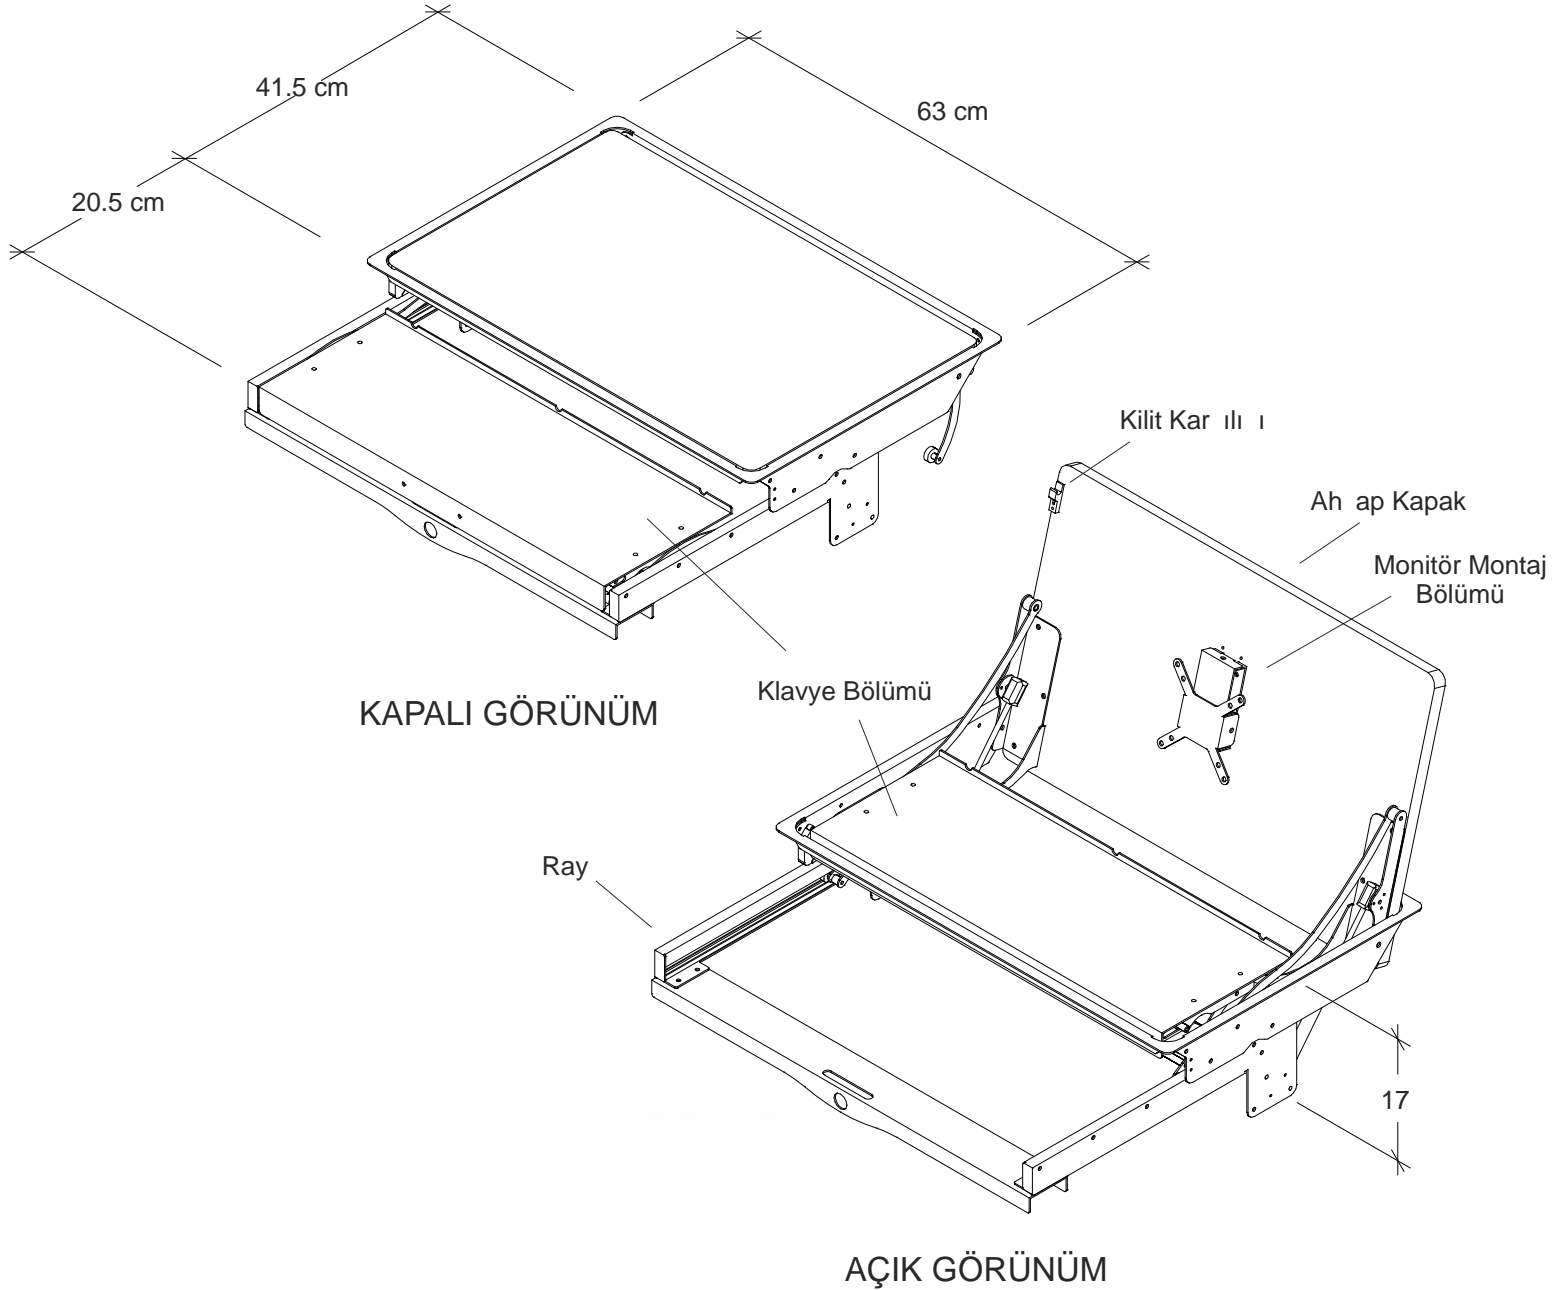 41.5 cm
63 cm
20.5 cm
Kilit Kar ılı ı
Ah ap Kapak
Monitör Montaj
Bölümü
KAPALI GÖRÜNÜM
Klavye Bölümü
Ray
17
AÇIK GÖRÜNÜM